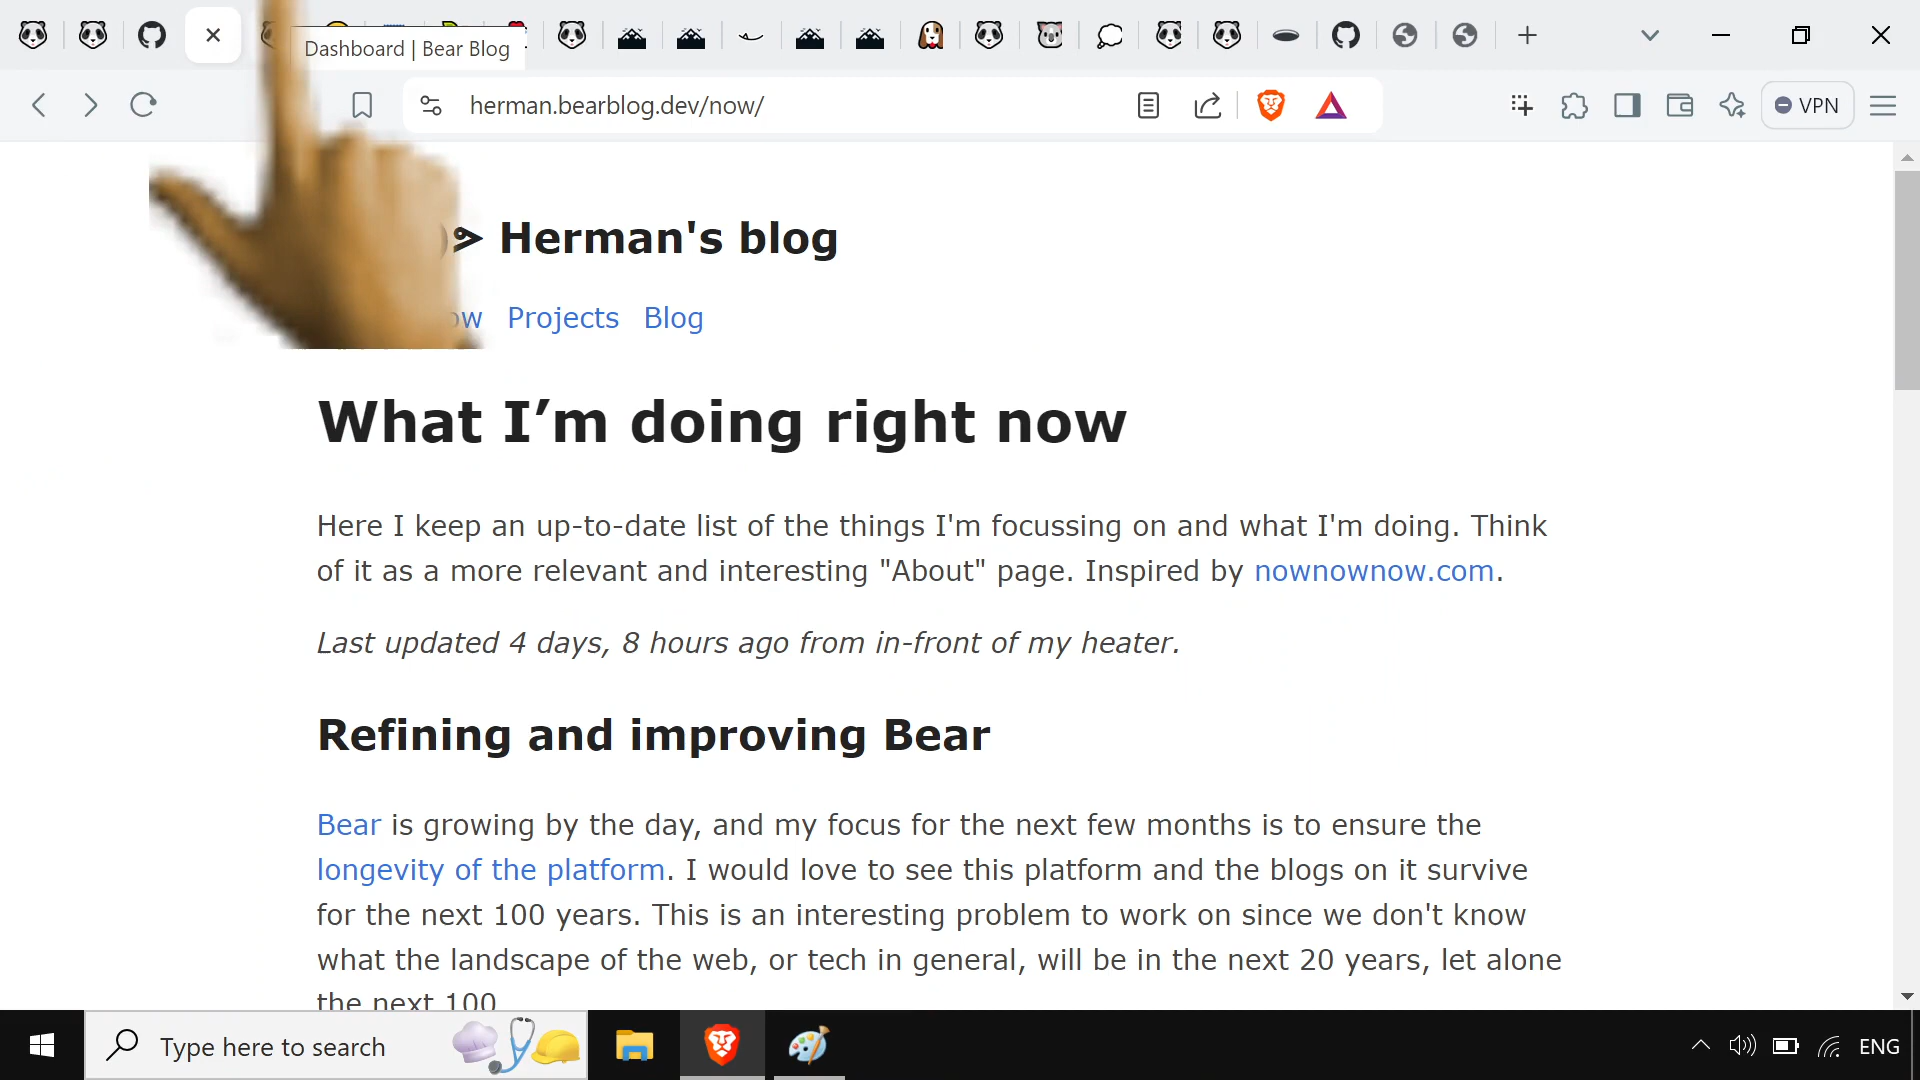 Dashboard | Bear Blog
herman.bearblog.dev/now/
VPN
Herman's blog
Projects Blog
What I’m doing right now
Here I keep an up-to-date list of the things I'm focussing on and what I'm doing. Think
of it as a more relevant and interesting "About" page. Inspired by nownownow.com.
Last updated 4 days, 8 hours ago from in-front of my heater.
Refining and improving Bear
Bear is growing by the day, and my focus for the next few months is to ensure the
longevity of the platform. I would love to see this platform and the blogs on it survive
for the next 100 years. This is an interesting problem to work on since we don't know
what the landscape of the web, or tech in general, will be in the next 20 years, let alone
the next 100
Type here to search
ENG